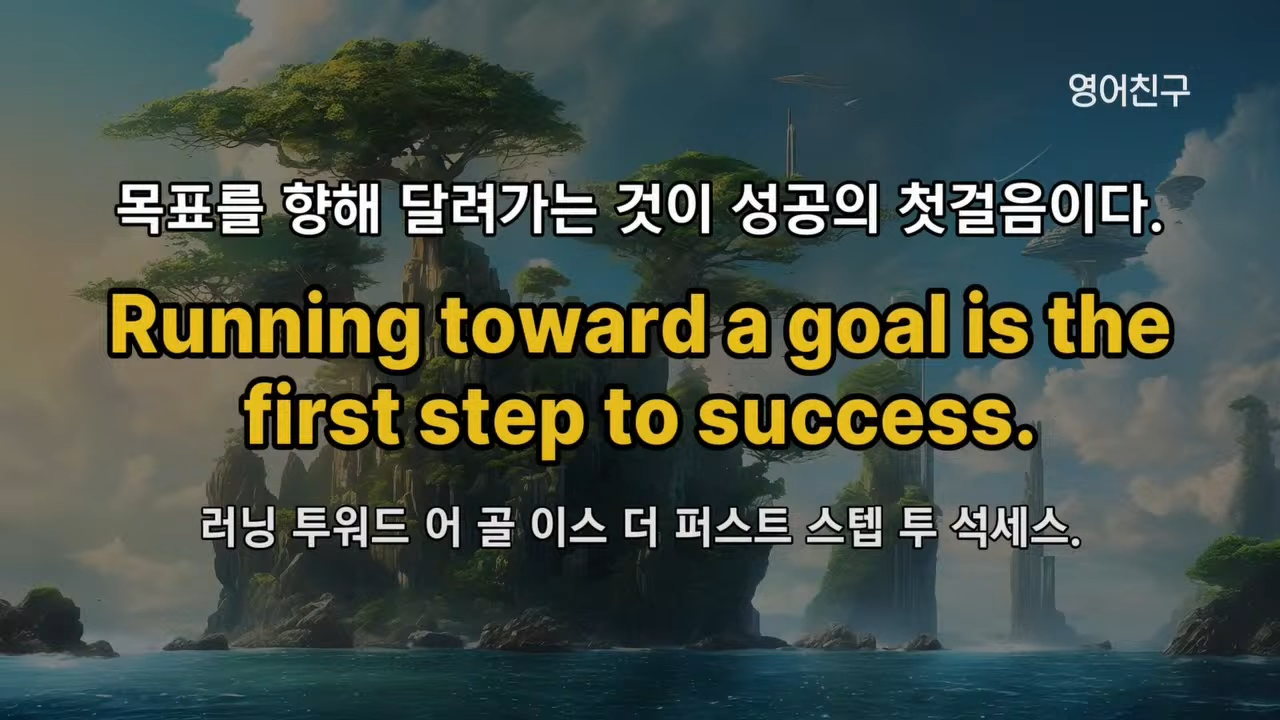 영어친구
목표를 향해 달려가는 것이 성공의 첫걸음이다.
Running toward a goal is the
first step to success.
러닝 투워드 어 골 이스 더 퍼스트 스텝 투 석세스.